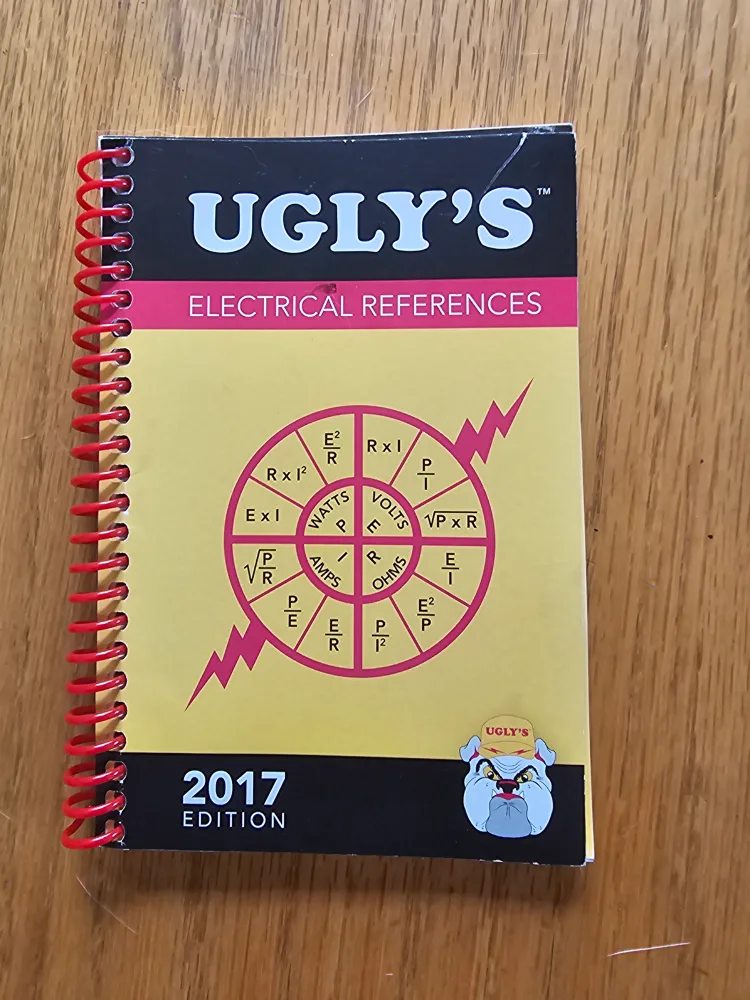 UGLY'S™
ELECTRICAL REFERENCES
E²/R
R x I
R x I²
P/I
E x I
√P x R
WATTS
VOLTS
P
E
I
R
AMPS
OHMS
√P/R
E/I
P/E
E²/P
E/R
P/I²
UGLY'S
2017
EDITION